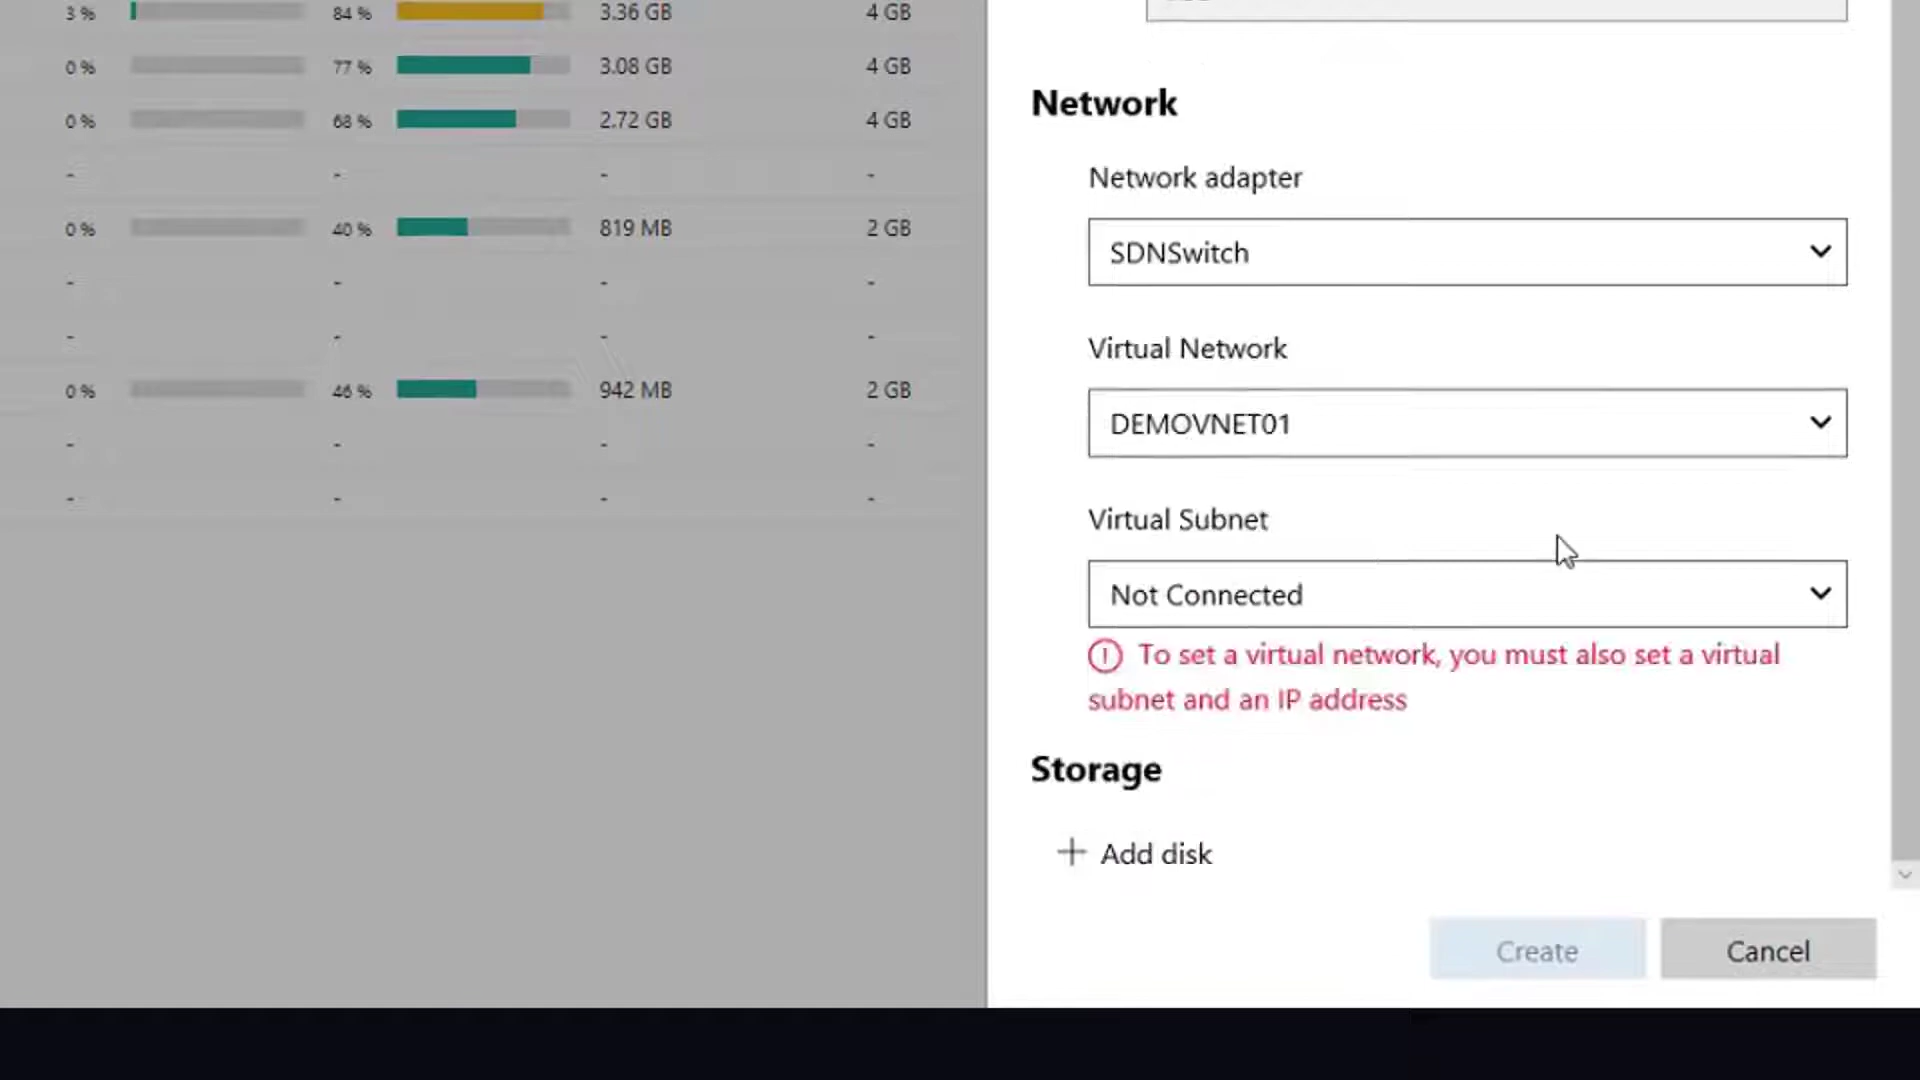 3 % 84 % 3.36 GB 4 GB
0 % 77 % 3.08 GB 4 GB
0 % 68 % 2.72 GB 4 GB
- - - -
0 % 40 % 819 MB 2 GB
- - - -
- - - -
0 % 46 % 942 MB 2 GB
- - - -
- - - -
Network
Network adapter
SDNSwitch
Virtual Network
DEMOVNET01
Virtual Subnet
Not Connected
To set a virtual network, you must also set a virtual
subnet and an IP address
Storage
+ Add disk
Create Cancel